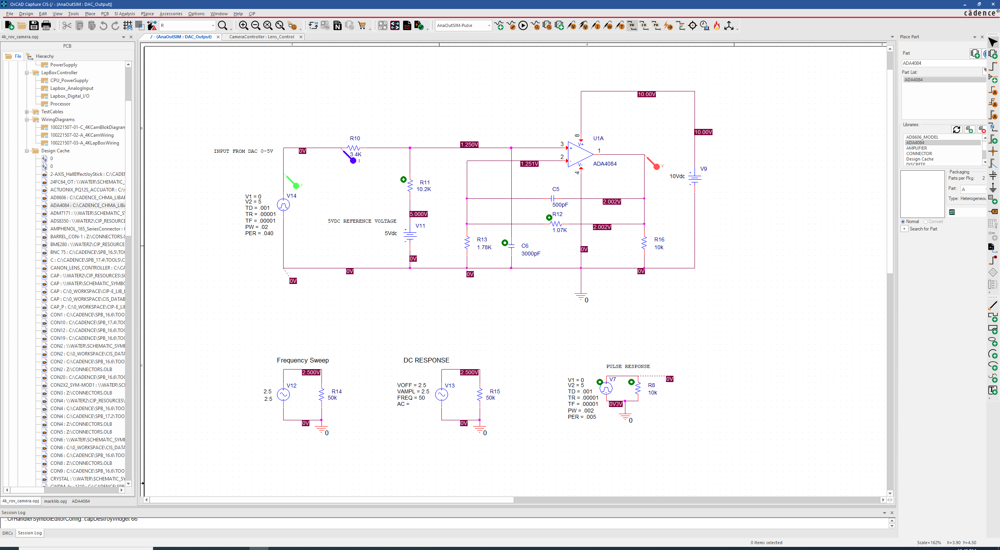 OrCAD Capture CIS-[/ - (AnaOutSIM : DAC_Output)]
File Design Edit View Tools Place PCB SI Analysis PSpice Accessories Options Window Help CIP
cādence®
R
AnaOutSIM-Pulse
4k_rov_camera.opj
/ - (AnaOutSIM : DAC_Output)
CameraController : Lens_Control
Place Part
PCB
File
Hierarchy
PowerSupply
LapBoxController
CPU_PowerSupply
Lapbox_AnalogInput
Lapbox_Digital_I/O
Processor
TestCables
WiringDiagrams
100221507-01-C_4KCamBlokDiagram
100221507-02-A_4KCamWiring
100221507-03-A_4KLapBoxWiring
Design Cache
0
0
2-AXIS_HallEffectJoyStick : C:\CADEN
24FC64_OT : \\WATER\SCHEMATIC_
ACTUONIX_PQ12S_ACCUATOR : C:\
AD8606 : C:\CADENCE_CHMA_LIBAR
ADA4084 : C:\CADENCE_CHMA_LIBA
ADM7171 : \\WATER\SCHEMATIC_S
ADS8350 : \\WATER2\CIP_RESOURCE
AMPHENOL_165_SeriesConnector :
BARREL_CON-1 : Z:\CONNECTORS.O
BME280 : \\WATER2\CIP_RESOURCE
BNC 75 : C:\CADENCE\SPB_16.5\TOO
C : C:\CADENCE\SPB_17.4\TOOLS\C
CANON_LENS_CONTROLLER : C:\CA
CAP : \\WATER2\CIP_RESOURCES\SC
CAP : \\WATER\SCHEMATIC_SYMBO
CAP : C:\0_WORKSPACE\CIP-E_LIB_L
CAP : C:\0_WORKSPACE\CIS_DATAB
CAP_P : C:\0_WORKSPACE\CIP-E_LIE
CON1 : C:\CADENCE\SPB_16.6\TOO
CON10 : C:\CADENCE\SPB_17.4\TOO
CON12 : C:\CADENCE\SPB_16.6\TOO
CON19 : C:\CADENCE\SPB_16.6\TOO
CON2 : \\WATER\SCHEMATIC_SYME
CON2 : C:\0_WORKSPACE\CIS_DATA
CON2 : C:\CADENCE\SPB_16.6\TOO
CON2 : Z:\CONNECTORS.OLB
CON20 : C:\CADENCE\SPB_16.6\TOO
CON2X2_SYM-MOD1 : \\WATER\SCI
CON3 : Z:\CONNECTORS.OLB
CON4 : \\WATER2\CIP_RESOURCES\
CON4 : C:\CADENCE\SPB_16.6\TOO
CON4 : C:\CADENCE\SPB_17.2\TOO
CON4 : Z:\CONNECTORS.OLB
CON5 : Z:\CONNECTORS.OLB
CON6 : \\WATER\SCHEMATIC_SYME
CON6 : C:\0_WORKSPACE\CIS_DATA
CON6 : C:\CADENCE\SPB_16.6\TOO
CON8 : Z:\CONNECTORS.OLB
CON9 : C:\CADENCE\SPB_16.6\TOO
CRYSTAL : \\WATER\SCHEMATIC_SY
4k_rov_camera.opj marklib.opj ADA4084
5 4 3
D
C
INPUT FROM DAC 0-5V
0V
R10
3.4K
I
1.250V
10.00V
10.00V
3
2
8
4
1
U1A
V+
V-
+
-
ADA4084
1.251V
V
V
V9
10Vdc
V14
V1 = 0
V2 = 5
TD = .001
TR = .00001
TF = .00001
PW = .02
PER = .040
R11
10.2K
5.000V
5VDC REFERENCE VOLTAGE
V11
5Vdc
0V
C5
500pF
2.002V
R12
1.07K
2.002V
R13
1.78K
C6
3000pF
0V
R16
10k
0V
0V
0V
0V
0
Frequency Sweep
2.500V
V12
2.5
2.5
R14
50k
0V
0
DC RESPONSE
2.500V
VOFF = 2.5
VAMPL = 2.5
FREQ = 50
AC =
V13
R15
50k
0V
0
PULSE RESPONSE
V1 = 0
V2 = 5
TD = .001
TR = .00001
TF = .00001
PW = .002
PER = .005
V7
0V
R8
10k
0V
0
Part
ADA4084
Part List:
ADA4084
Libraries:
AD8606_MODEL
ADA4084
AMPLIFIER
CONNECTOR
Design Cache
DISCRETE
Packaging
Parts per Pkg: 2
Part: A
Type: Heterogeneou
Normal
Convert
Search for Part
Session Log
::OrHandlerSymbolEditorConfig::capDestroyWidget 66
DRCs
Session Log
0 items selected
Scale=162% X=3.90 Y=4.50